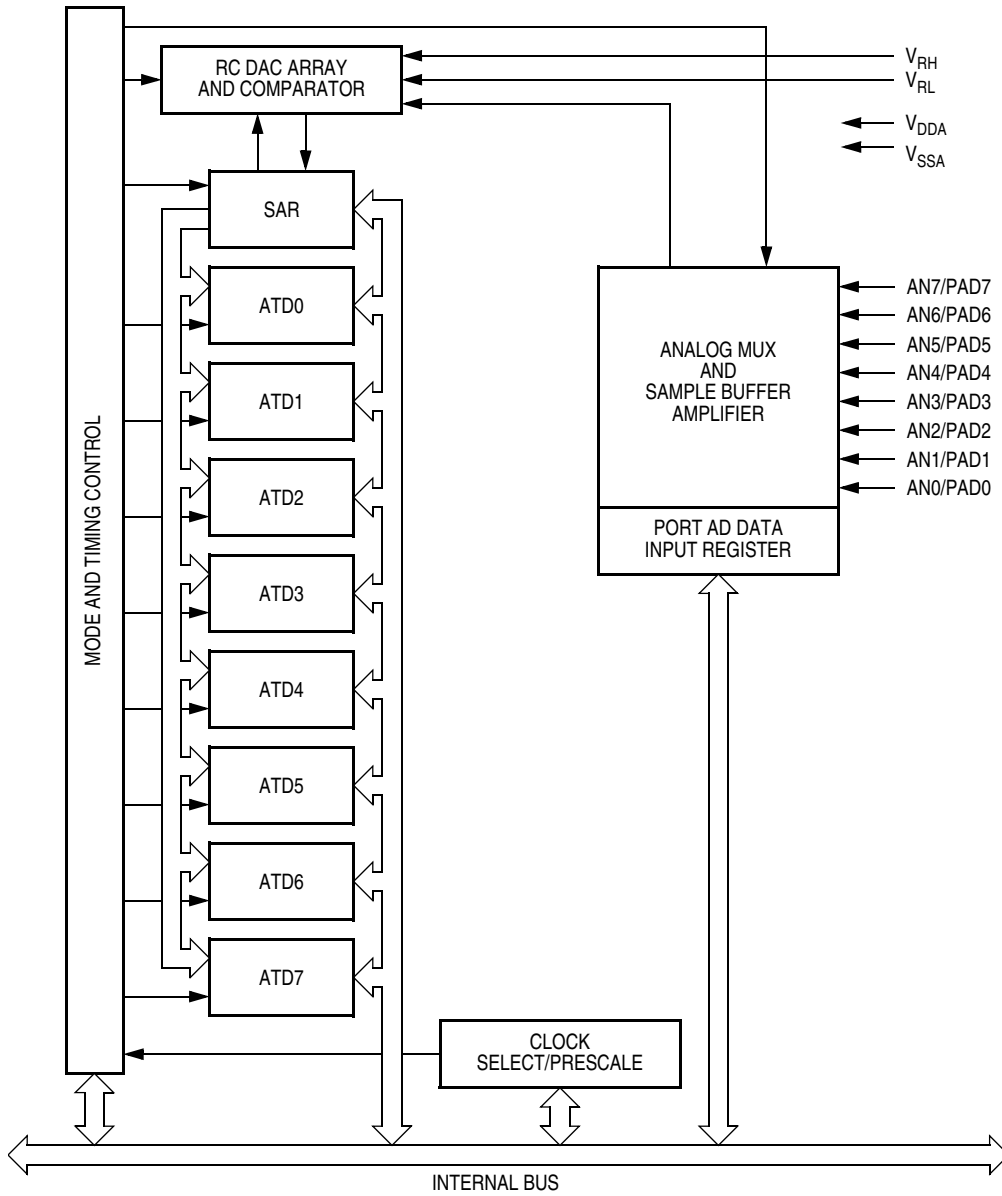 RC DAC ARRAY
AND COMPARATOR
V_RH
V_RL
V_DDA
V_SSA
SAR
ATD0
ATD1
ATD2
ATD3
ATD4
ATD5
ATD6
ATD7
MODE AND TIMING CONTROL
ANALOG MUX
AND
SAMPLE BUFFER
AMPLIFIER
AN7/PAD7
AN6/PAD6
AN5/PAD5
AN4/PAD4
AN3/PAD3
AN2/PAD2
AN1/PAD1
AN0/PAD0
PORT AD DATA
INPUT REGISTER
CLOCK
SELECT/PRESCALE
INTERNAL BUS